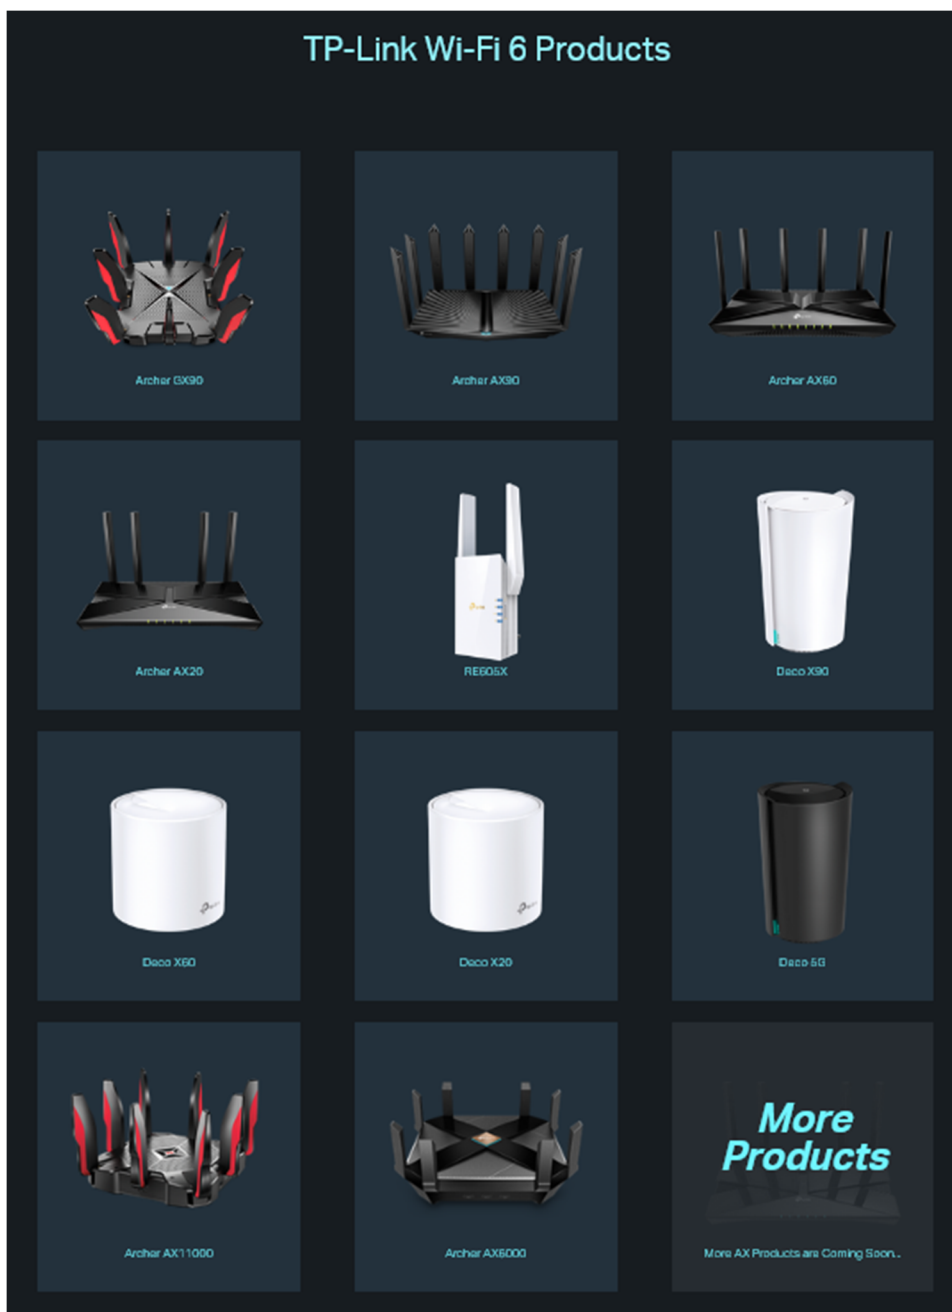 TP-Link Wi-Fi 6 Products
Archer GX90
Archer AX90
Archer AX60
Archer AX20
RE605X
Deco X90
Deco X60
Deco X20
Deco 5G
Archer AX11000
Archer AX6000
More
Products
More AX Products are Coming Soon...